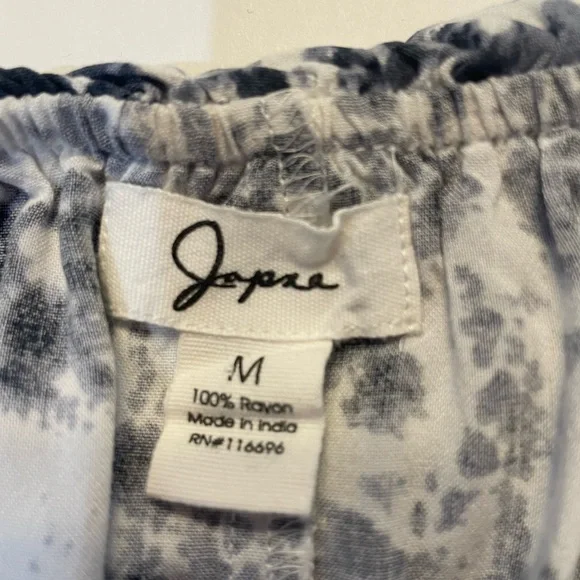 Japna
M
100% Rayon
Made in India
RN#116696